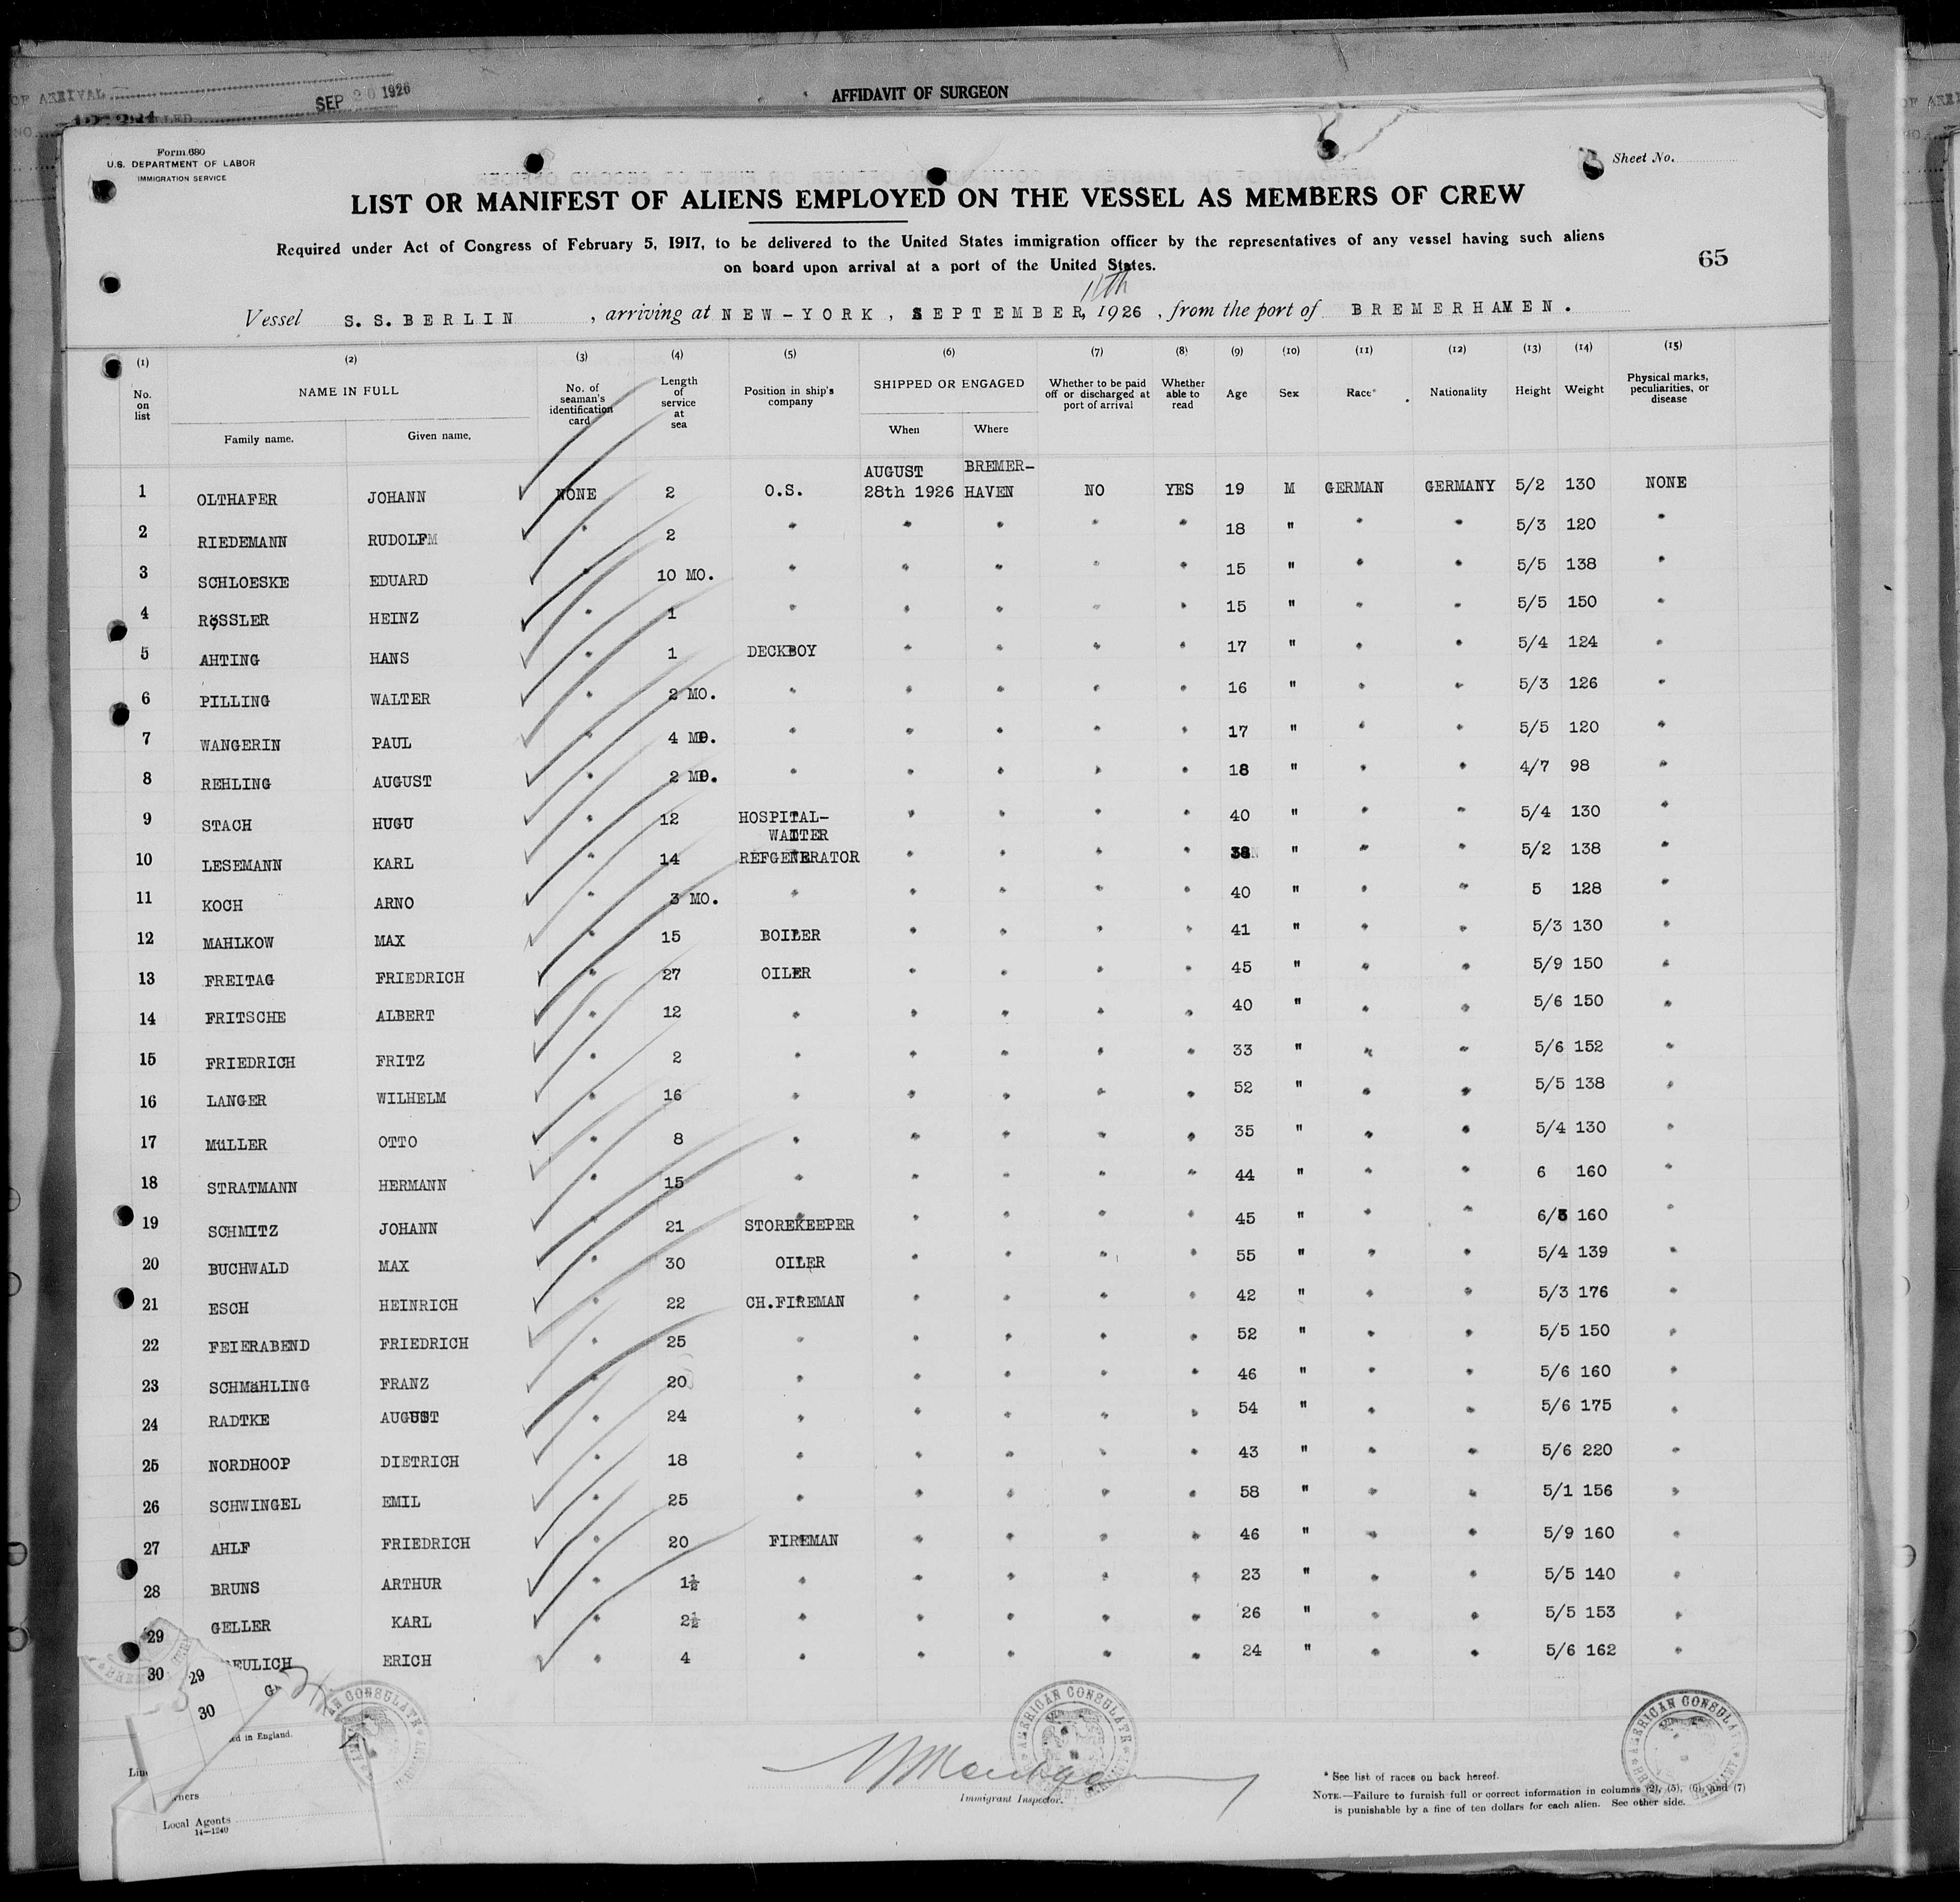 OF ARRIVAL
SEP 20 1926
AFFIDAVIT OF SURGEON
Form 680
U.S. DEPARTMENT OF LABOR
IMMIGRATION SERVICE
Sheet No.
LIST OR MANIFEST OF ALIENS EMPLOYED ON THE VESSEL AS MEMBERS OF CREW
Required under Act of Congress of February 5, 1917, to be delivered to the United States immigration officer by the representatives of any vessel having such aliens
on board upon arrival at a port of the United States.
65
11th
Vessel S.S. BERLIN , arriving at NEW-YORK, SEPTEMBER, 1926 , from the port of BREMERHAVEN.
(1) (2) (3) (4) (5) (6) (7) (8) (9) (10) (11) (12) (13) (14) (15)
No. on list NAME IN FULL No. of seaman's identification card Length of service at sea Position in ship's company SHIPPED OR ENGAGED Whether to be paid off or discharged at port of arrival Whether able to read Age Sex Race* Nationality Height Weight Physical marks, peculiarities, or disease
Family name. Given name. When Where
AUGUST BREMER-
1 OLTHAFER JOHANN NONE 2 O.S. 28th 1926 HAVEN NO YES 19 M GERMAN GERMANY 5/2 130 NONE
2 RIEDEMANN RUDOLF " 2 " " " " " 18 " " " 5/3 120 "
3 SCHLOESKE EDUARD " 10 MO. " " " " " 15 " " " 5/5 138 "
4 RöSSLER HEINZ " 1 " " " " " 15 " " " 5/5 150 "
5 AHTING HANS " 1 DECKBOY " " " " 17 " " " 5/4 124 "
6 PILLING WALTER " 2 MO. " " " " " 16 " " " 5/3 126 "
7 WANGERIN PAUL " 4 MO. " " " " " 17 " " " 5/5 120 "
8 REHLING AUGUST " 2 MO. " " " " " 18 " " " 4/7 98 "
9 STACH HUGU " 12 HOSPITAL- " " " " 40 " " " 5/4 130 "
WAITER
10 LESEMANN KARL " 14 REFGENERATOR " " " " 38 " " " 5/2 138 "
11 KOCH ARNO " 3 MO. " " " " " 40 " " " 5 128 "
12 MAHLKOW MAX " 15 BOILER " " " " 41 " " " 5/3 130 "
13 FREITAG FRIEDRICH " 27 OILER " " " " 45 " " " 5/9 150 "
14 FRITSCHE ALBERT " 12 " " " " " 40 " " " 5/6 150 "
15 FRIEDRICH FRITZ " 2 " " " " " 33 " " " 5/6 152 "
16 LANGER WILHELM " 16 " " " " " 52 " " " 5/5 138 "
17 MüLLER OTTO " 8 " " " " " 35 " " " 5/4 130 "
18 STRATMANN HERMANN " 15 " " " " " 44 " " " 6 160 "
19 SCHMITZ JOHANN " 21 STOREKEEPER " " " " 45 " " " 160 "
20 BUCHWALD MAX " 30 OILER " " " " 55 " " " 5/4 139 "
21 ESCH HEINRICH " 22 CH.FIREMAN " " " " 42 " " " 5/3 176 "
22 FEIERABEND FRIEDRICH " 25 " " " " " 52 " " " 5/5 150 "
23 SCHMäHLING FRANZ 20 " " " " " 46 " " " 5/6 160 "
24 RADTKE AUGUST " 24 " " " " " 54 " " " 5/6 175 "
25 NORDHOOP DIETRICH " 18 " " " " " 43 " " " 5/6 220 "
26 SCHWINGEL EMIL " 25 " " " " " 58 " " " 5/1 156 "
27 AHLF FRIEDRICH " 20 FIREMAN " " " " 46 " " " 5/9 160 "
28 BRUNS ARTHUR " 1½ " " " " " 23 " " " 5/5 140 "
29 GELLER KARL " 2½ " " " " " 26 " " " 5/5 153 "
30 EULICH ERICH " 4 " " " " " 24 " " " 5/6 162 "
29
30
ed in England.
Local Agents
14—1240
AMERICAN CONSULATE
Immigrant Inspector.
AMERICAN CONSULATE
* See list of races on back hereof.
NOTE.—Failure to furnish full or correct information in columns (2), (5), (6), and (7)
is punishable by a fine of ten dollars for each alien. See other side.